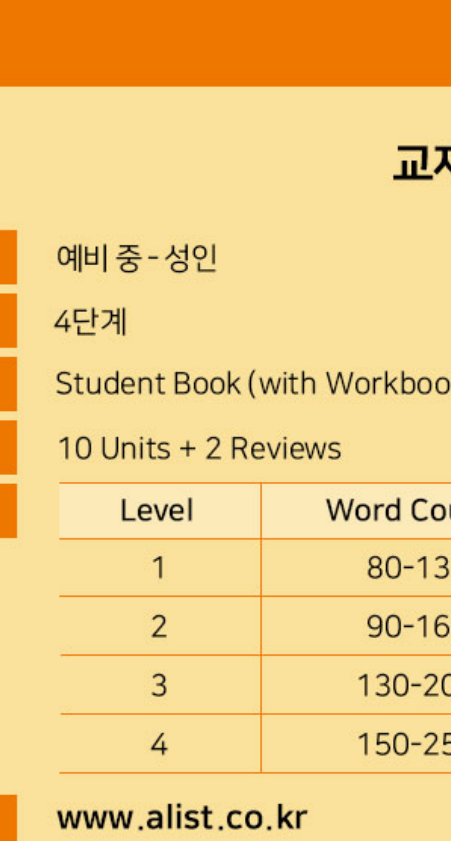 교재
예비 중 - 성인
4단계
Student Book (with Workboo
10 Units + 2 Reviews
Level Word Cou
1 80-13
2 90-16
3 130-20
4 150-25
www.alist.co.kr